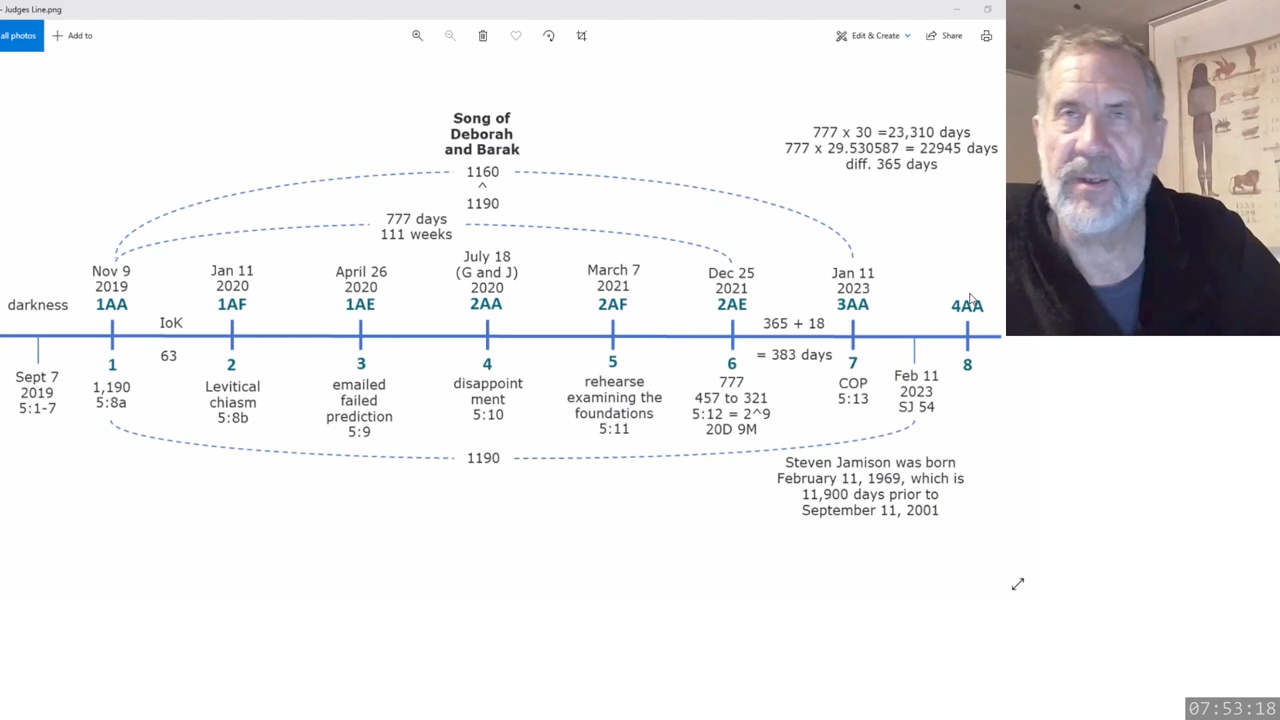 - Judges Line.png
all photos
Add to
Edit & Create
Share
Song of
Deborah
and Barak
1160
^
1190
777 days
111 weeks
777 x 30 =23,310 days
777 x 29.530587 = 22945 days
diff. 365 days
darkness
Nov 9
2019
1AA
Jan 11
2020
1AF
April 26
2020
1AE
July 18
(G and J)
2020
2AA
March 7
2021
2AF
Dec 25
2021
2AE
Jan 11
2023
3AA
4AA
IoK
63
365 + 18
= 383 days
Sept 7
2019
5:1-7
1
1,190
5:8a
2
Levitical
chiasm
5:8b
3
emailed
failed
prediction
5:9
4
disappoint
ment
5:10
5
rehearse
examining the
foundations
5:11
6
777
457 to 321
5:12 = 2^9
20D 9M
7
COP
5:13
Feb 11
2023
SJ 54
8
1190
Steven Jamison was born
February 11, 1969, which is
11,900 days prior to
September 11, 2001
07:53:18